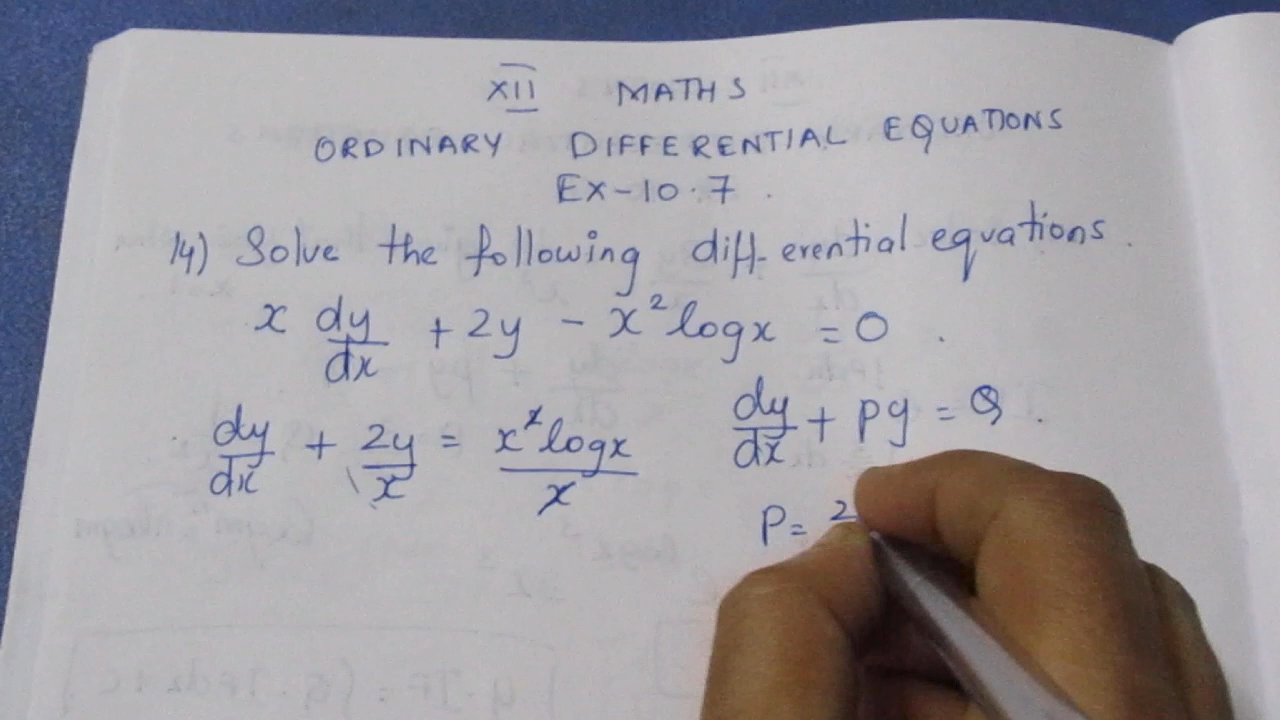 XII MATHS
ORDINARY DIFFERENTIAL EQUATIONS
EX-10.7.
14) Solve the following differential equations.
x dy/dx + 2y - x² log x = 0.
dy/dx + 2y/x = x² log x/x
dy/dx + py = Q.
P = 2